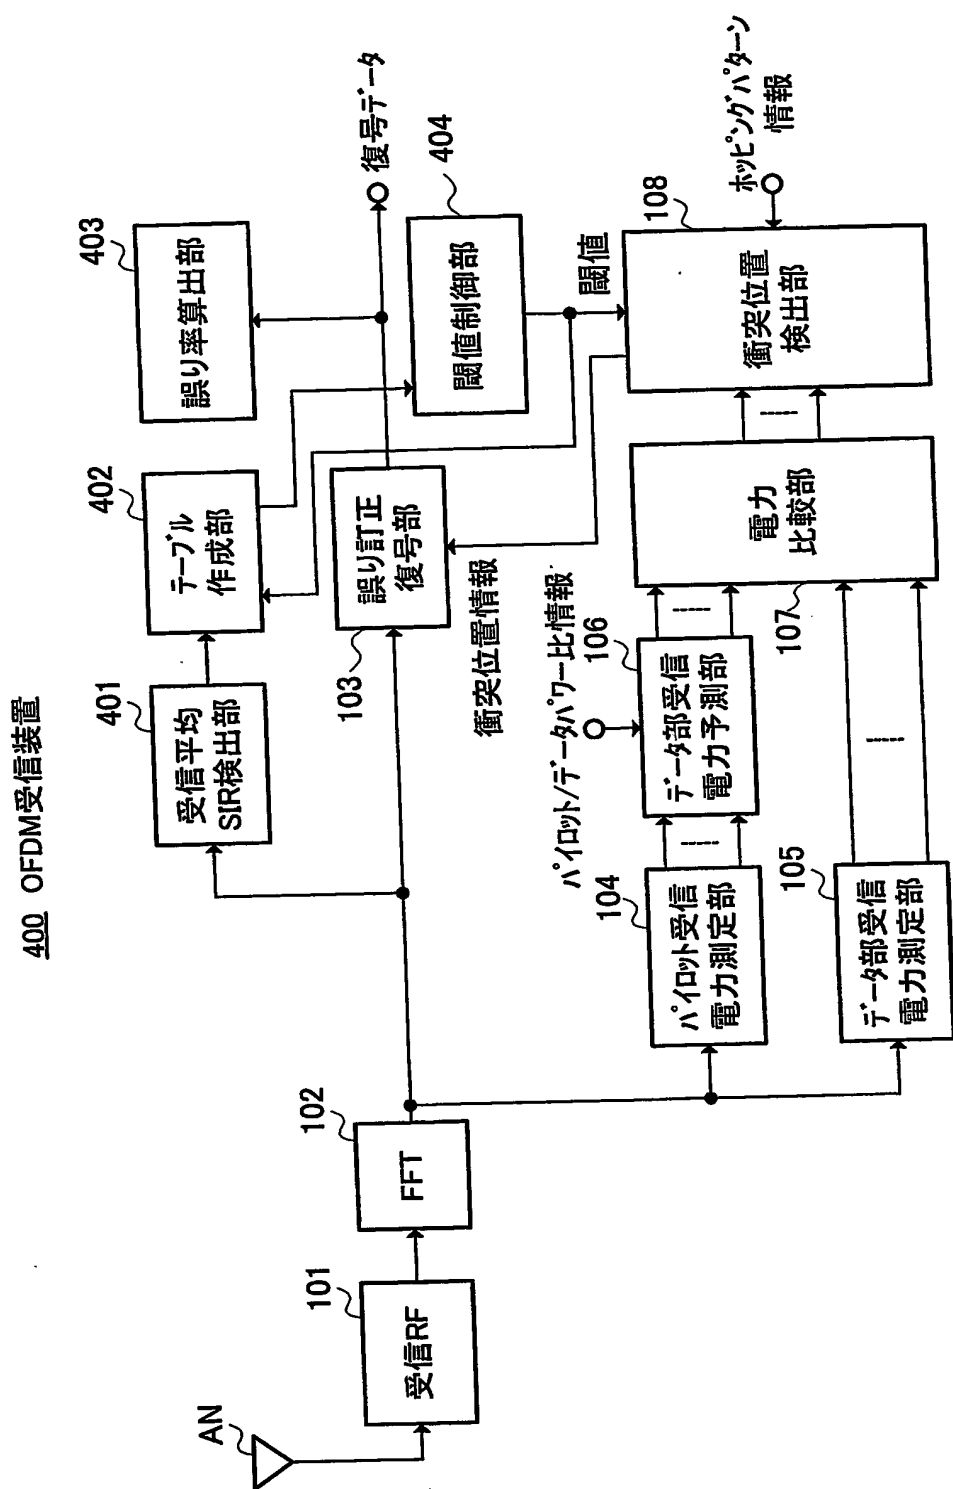 400 OFDM受信装置
AN
101
受信RF
102
FFT
401
受信平均
SIR検出部
402
テーブル
作成部
403
誤り率算出部
103
誤り訂正
復号部
復号データ
404
閾値制御部
閾値
衝突位置情報
パイロット/データパワー比情報
104
パイロット受信
電力測定部
106
データ部受信
電力予測部
105
データ部受信
電力測定部
107
電力
比較部
108
衝突位置
検出部
ホッピングパターン
情報